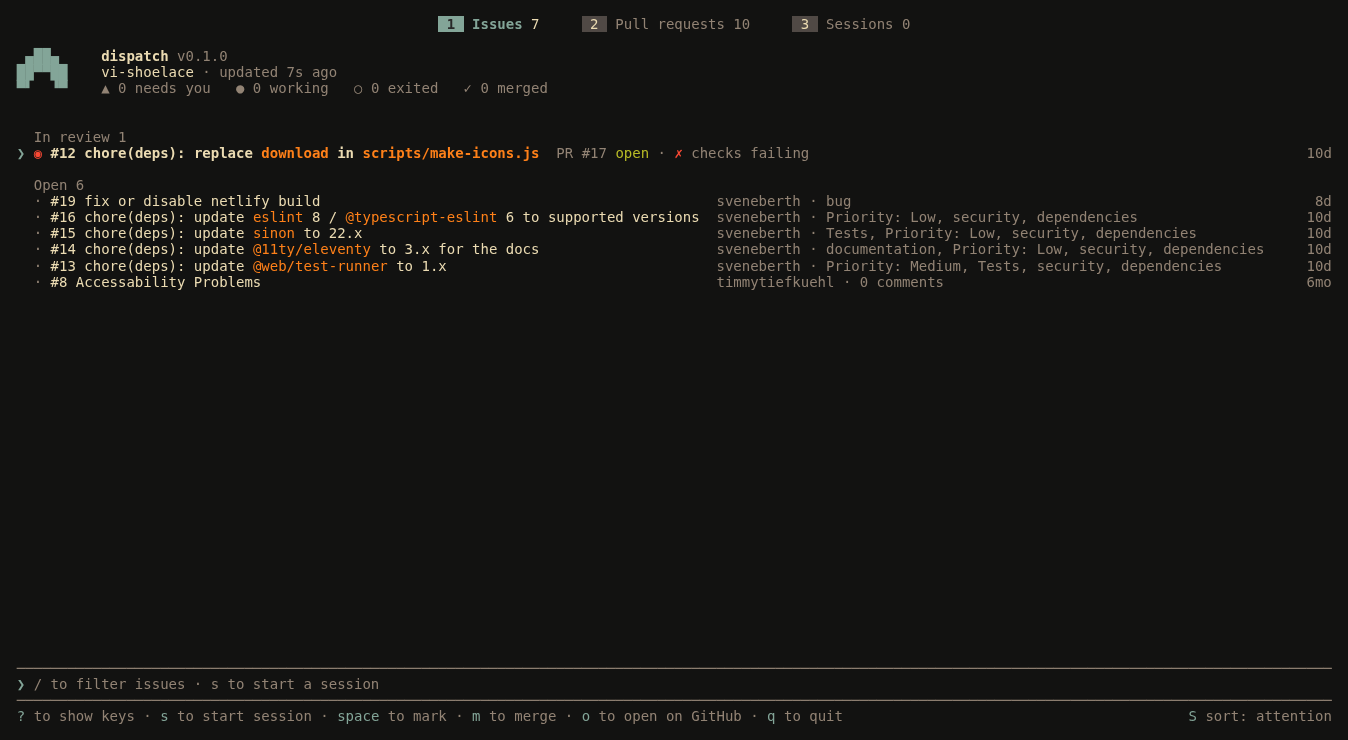 1 Issues 7 2 Pull requests 10 3 Sessions 0
dispatch v0.1.0
vi-shoelace · updated 7s ago
▲ 0 needs you ● 0 working ○ 0 exited ✓ 0 merged
In review 1
❯ ◉ #12 chore(deps): replace download in scripts/make-icons.js PR #17 open · ✗ checks failing 10d
Open 6
· #19 fix or disable netlify build sveneberth · bug 8d
· #16 chore(deps): update eslint 8 / @typescript-eslint 6 to supported versions sveneberth · Priority: Low, security, dependencies 10d
· #15 chore(deps): update sinon to 22.x sveneberth · Tests, Priority: Low, security, dependencies 10d
· #14 chore(deps): update @11ty/eleventy to 3.x for the docs sveneberth · documentation, Priority: Low, security, dependencies 10d
· #13 chore(deps): update @web/test-runner to 1.x sveneberth · Priority: Medium, Tests, security, dependencies 10d
· #8 Accessability Problems timmytiefkuehl · 0 comments 6mo
❯ / to filter issues · s to start a session
? to show keys · s to start session · space to mark · m to merge · o to open on GitHub · q to quit S sort: attention